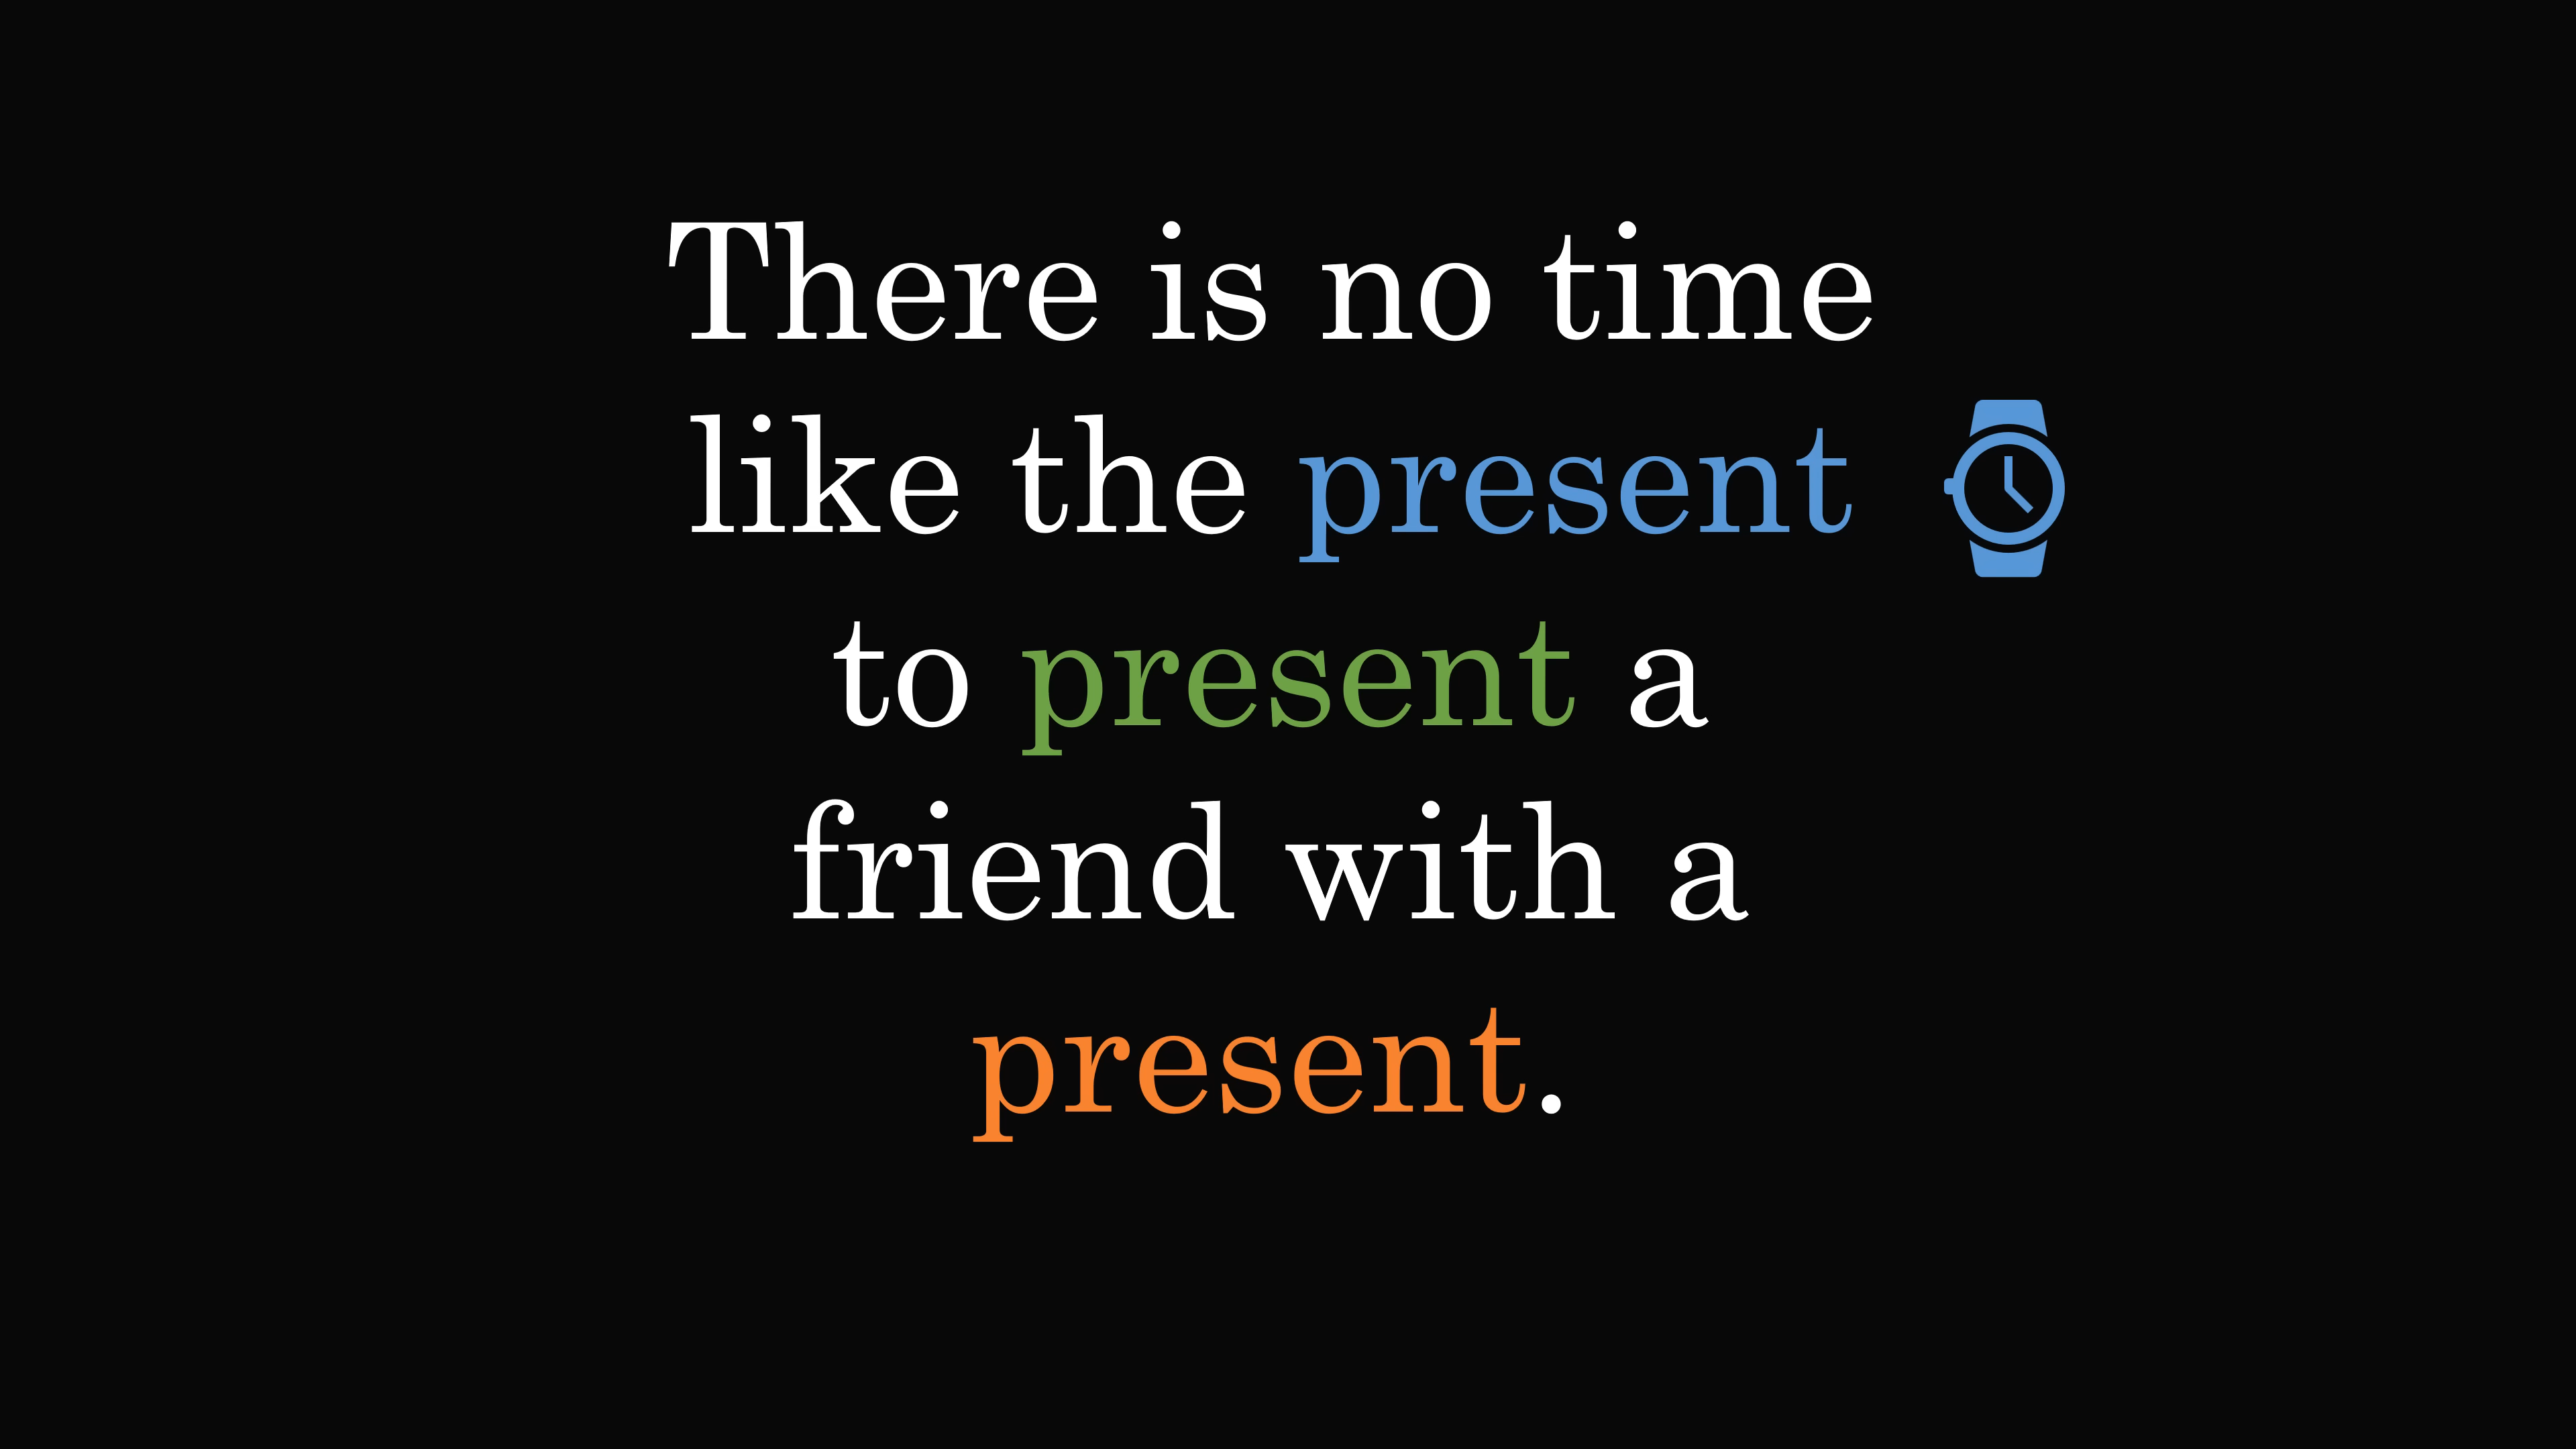 There is no time
like the present
to present a
friend with a
present.